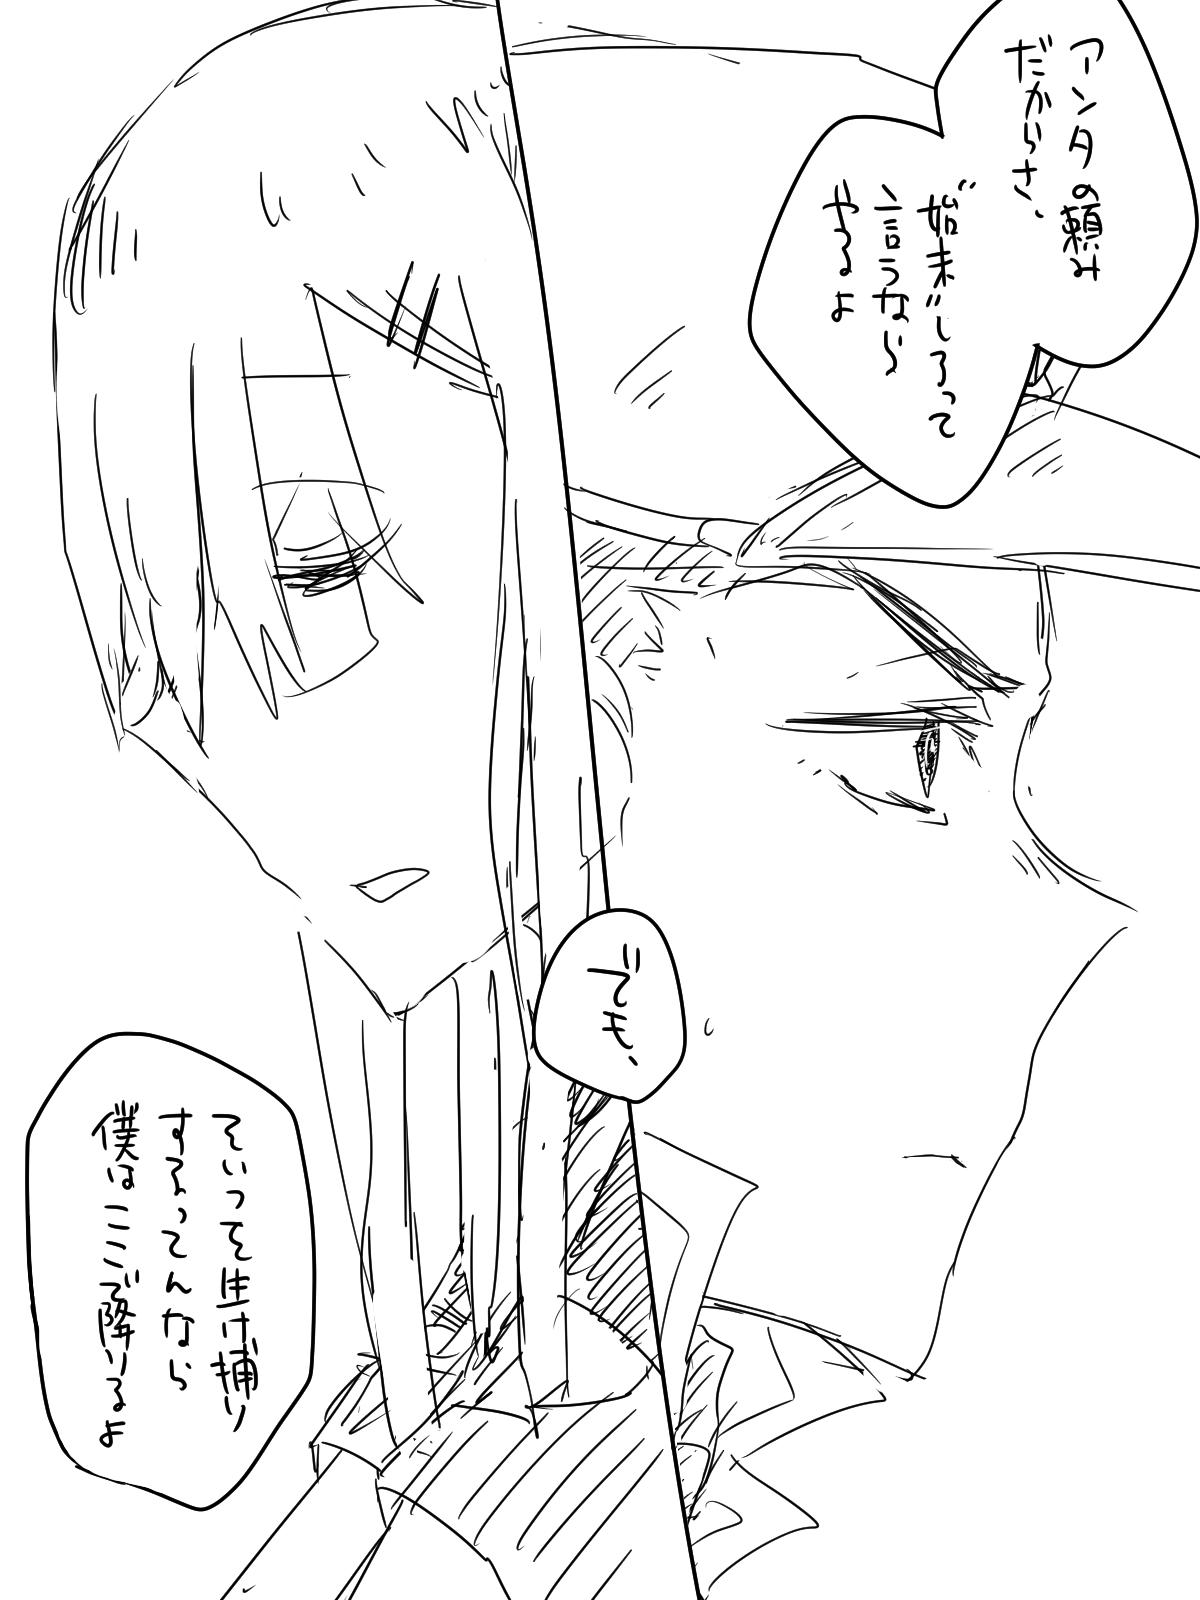 アンタの頼み
だからさ、
"始末"しろって
言うなら
やるよ
でも、
そいつを生け捕り
するってんなら
僕はここで降りるよ